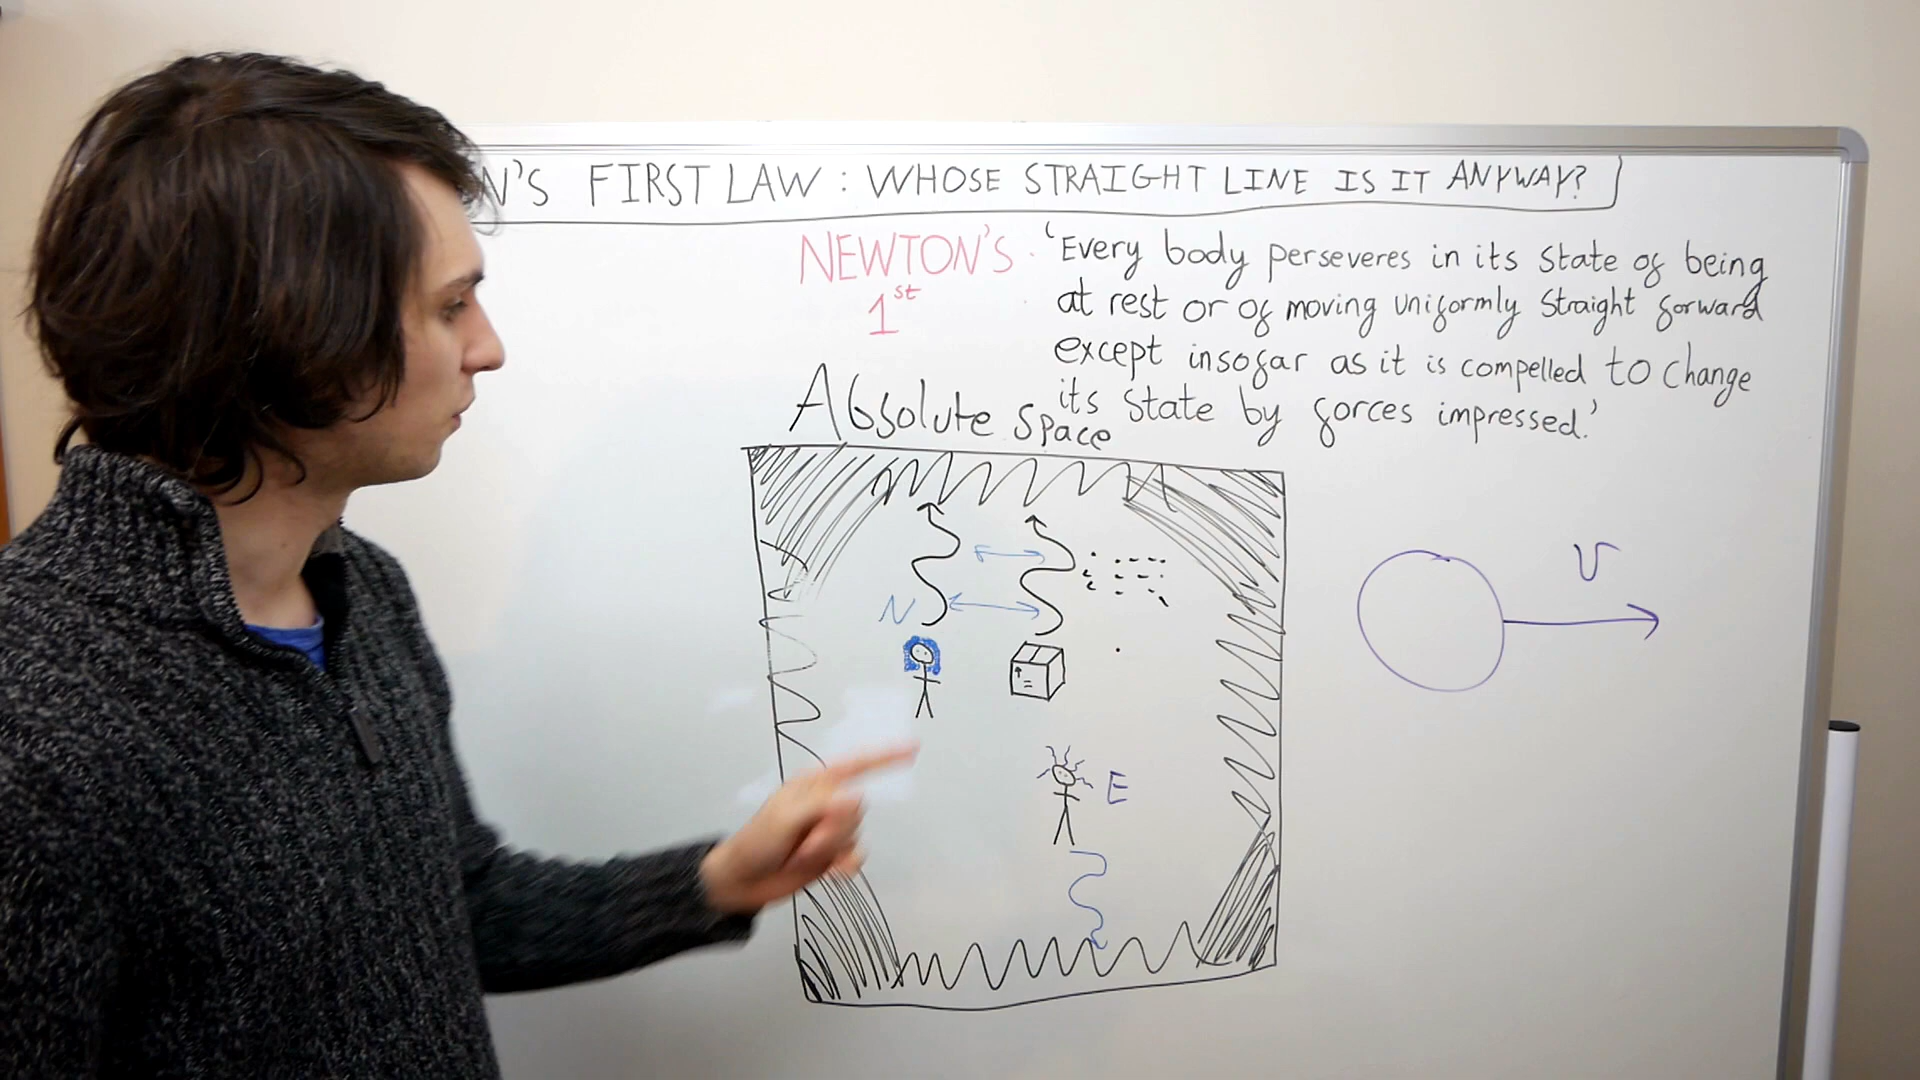 N'S FIRST LAW : WHOSE STRAIGHT LINE IS IT ANYWAY?
NEWTON'S
1st
'Every body perseveres in its state of being
at rest or of moving uniformly straight forward
except insofar as it is compelled to change
its state by forces impressed.'
Absolute space
v
N
E